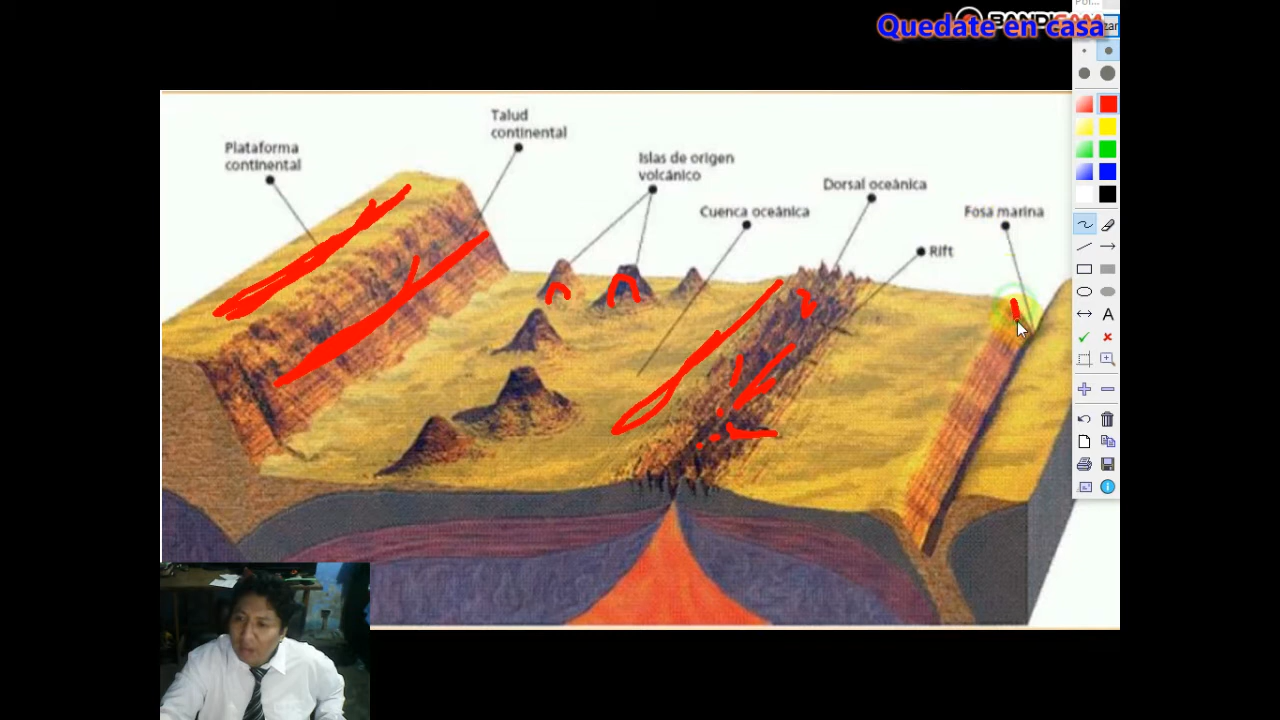 Quedate en casa
Talud
continental
Plataforma
continental
Islas de origen
volcánico
Dorsal oceánica
Cuenca oceánica
Fosa marina
Rift
A